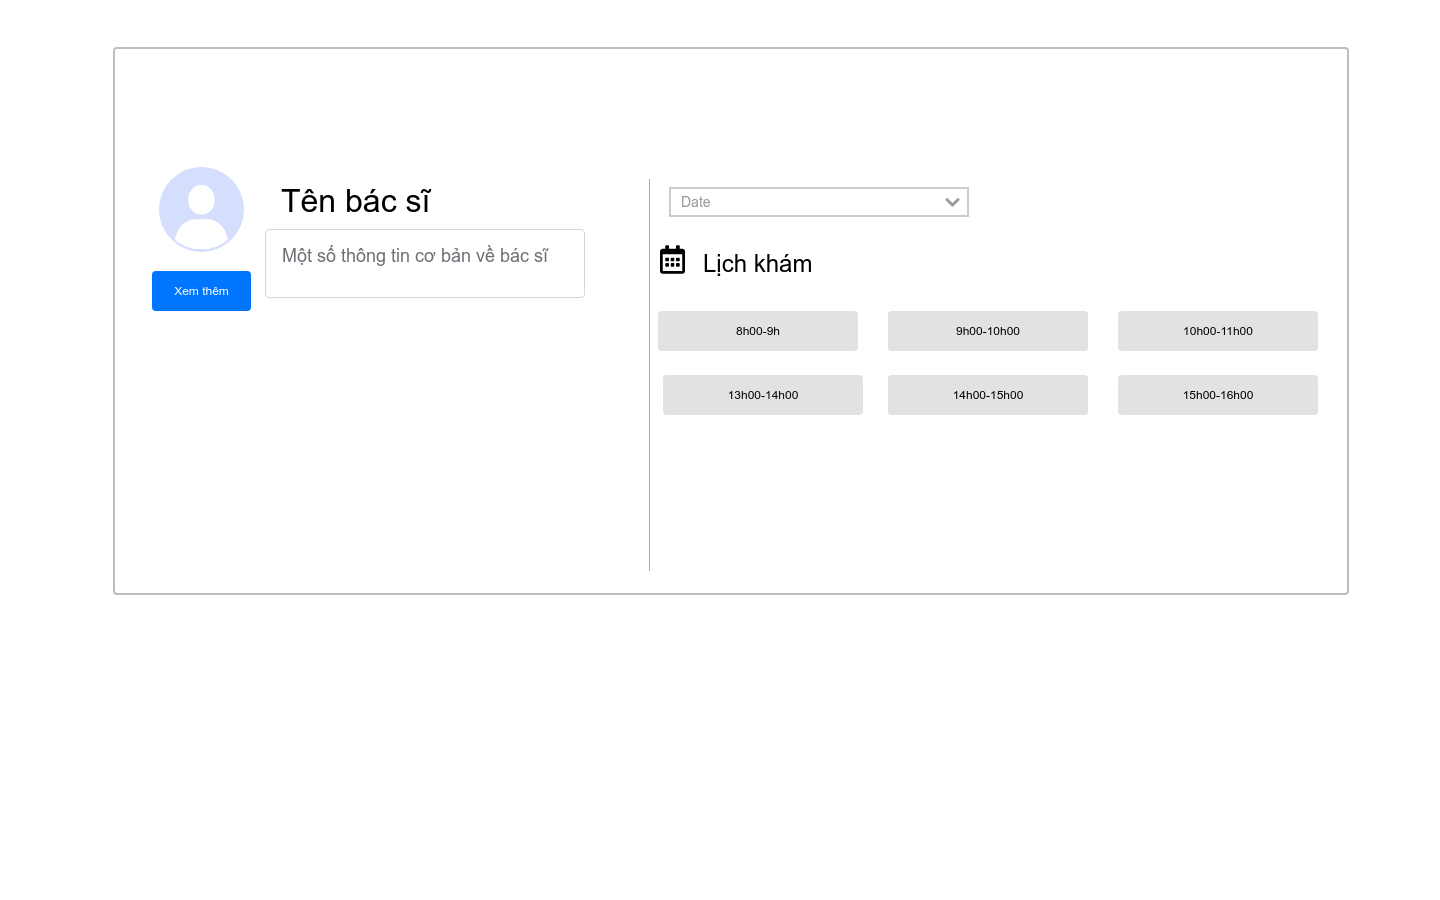 Tên bác sĩ
Một số thông tin cơ bản về bác sĩ
Xem thêm
Date
Lịch khám
8h00-9h
9h00-10h00
10h00-11h00
13h00-14h00
14h00-15h00
15h00-16h00